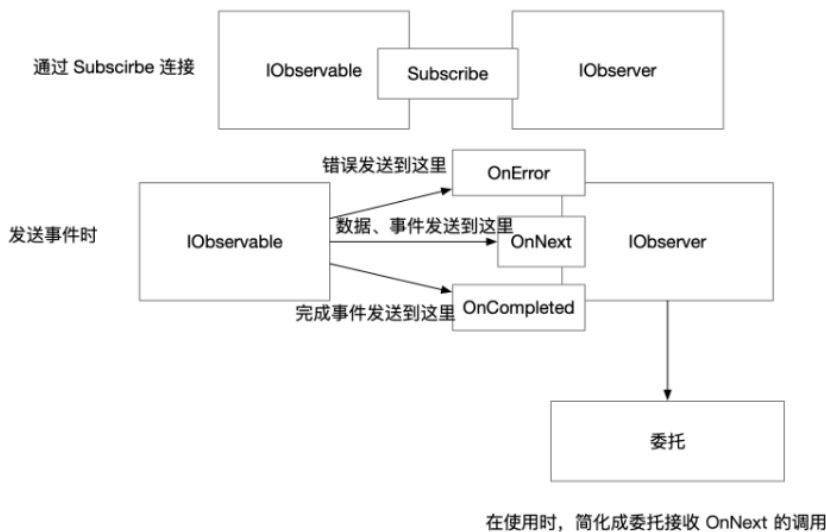 通过 Subscirbe 连接
IObservable
Subscribe
IObserver
错误发送到这里
OnError
发送事件时
IObservable
数据、事件发送到这里
OnNext
IObserver
完成事件发送到这里
OnCompleted
委托
在使用时，简化成委托接收 OnNext 的调用